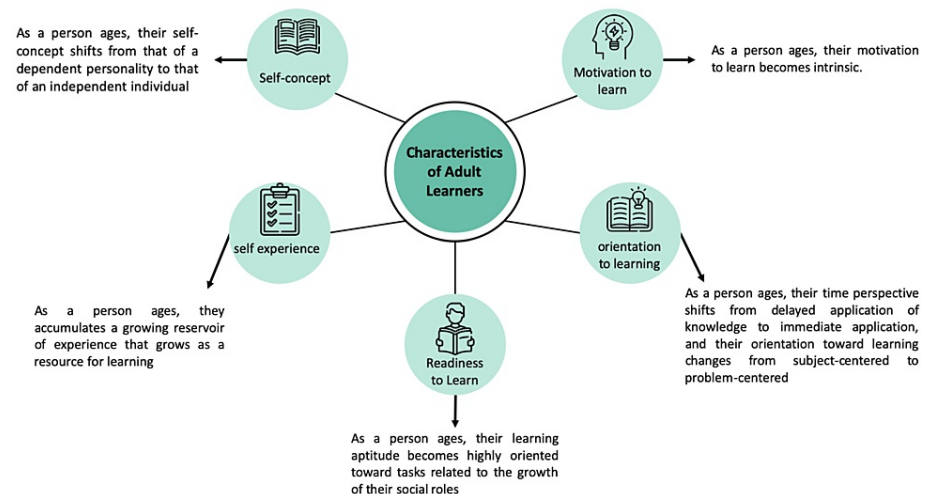 As a person ages, their self-
concept shifts from that of a
dependent personality to that
of an independent individual
Self-concept
Motivation to
learn
As a person ages, their motivation
to learn becomes intrinsic.
Characteristics
of Adult
Learners
self experience
As a person ages, they
accumulates a growing reservoir
of experience that grows as a
resource for learning
orientation
to learning
As a person ages, their time perspective
shifts from delayed application of
knowledge to immediate application,
and their orientation toward learning
changes from subject-centered to
problem-centered
Readiness
to Learn
As a person ages, their learning
aptitude becomes highly oriented
toward tasks related to the growth
of their social roles